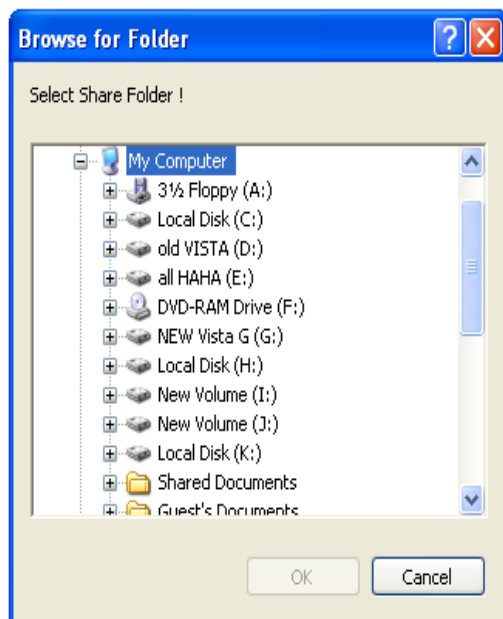 Browse for Folder
Select Share Folder !
My Computer
3½ Floppy (A:)
Local Disk (C:)
old VISTA (D:)
all HAHA (E:)
DVD-RAM Drive (F:)
NEW Vista G (G:)
Local Disk (H:)
New Volume (I:)
New Volume (J:)
Local Disk (K:)
Shared Documents
Guest's Documents
OK
Cancel